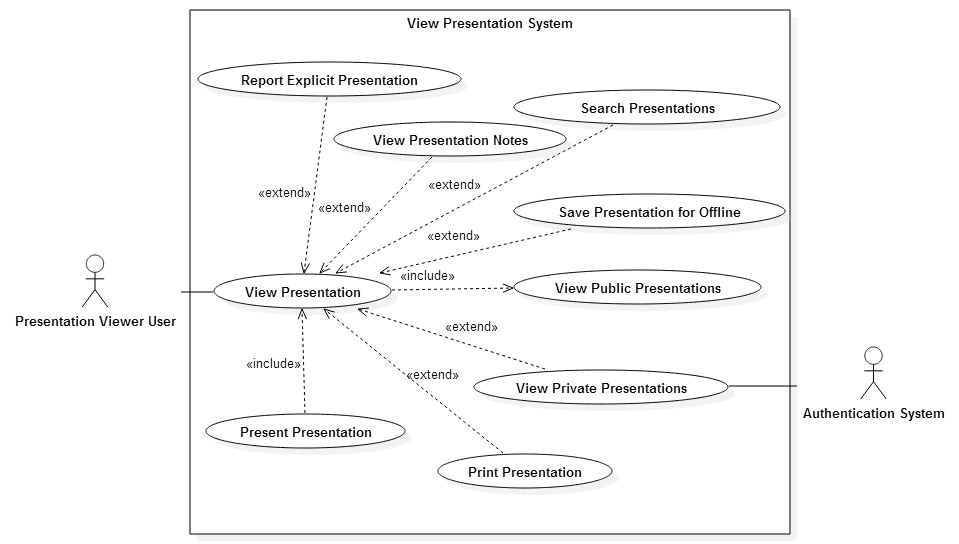 View Presentation System
Report Explicit Presentation
Search Presentations
View Presentation Notes
«extend»
«extend»
«extend»
Save Presentation for Offline
«extend»
«include»
View Presentation
View Public Presentations
Presentation Viewer User
«extend»
«include»
«extend»
View Private Presentations
Authentication System
Present Presentation
Print Presentation